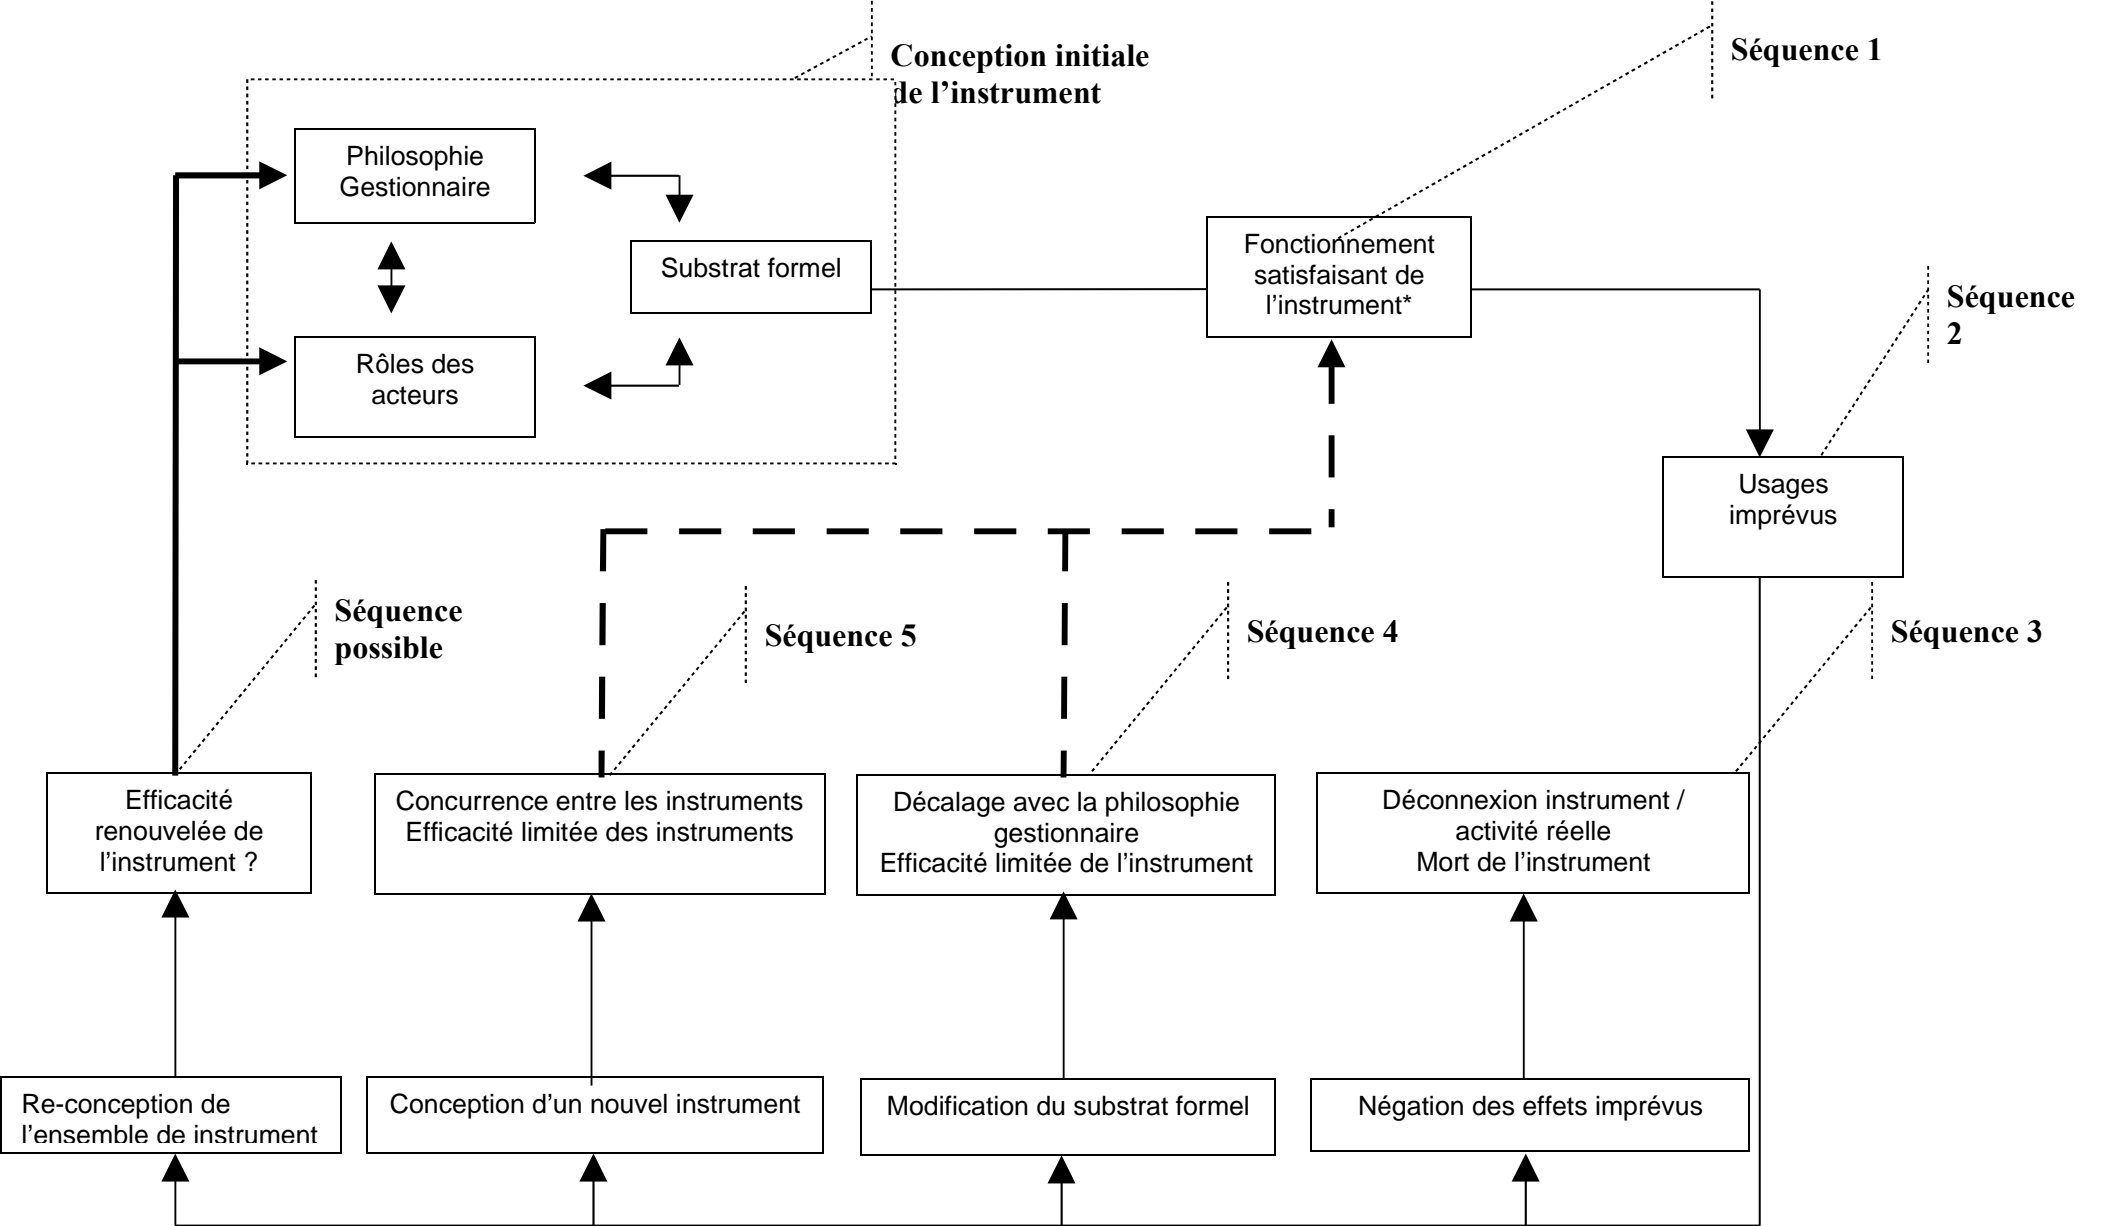 Conception initiale
de l’instrument
Séquence 1
Philosophie
Gestionnaire
Substrat formel
Rôles des
acteurs
Fonctionnement
satisfaisant de
l’instrument*
Séquence
2
Usages
imprévus
Séquence
possible
Séquence 5
Séquence 4
Séquence 3
Efficacité
renouvelée de
l’instrument ?
Concurrence entre les instruments
Efficacité limitée des instruments
Décalage avec la philosophie
gestionnaire
Efficacité limitée de l’instrument
Déconnexion instrument /
activité réelle
Mort de l’instrument
Re-conception de
l’ensemble de instrument
Conception d’un nouvel instrument
Modification du substrat formel
Négation des effets imprévus